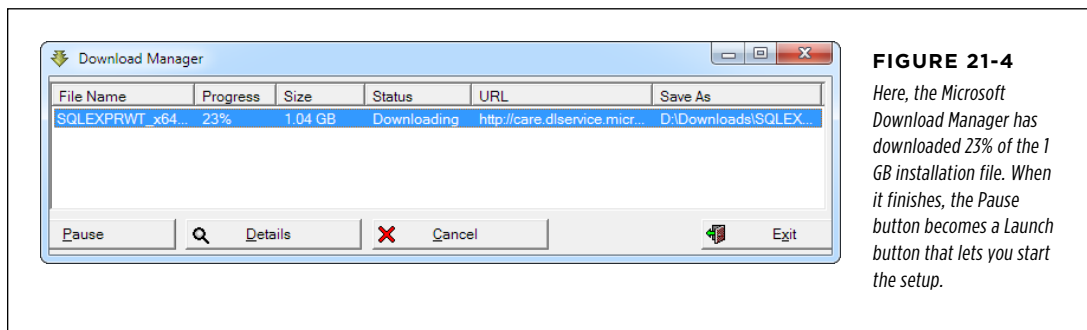 Download Manager
File Name Progress Size Status URL Save As
SQLEXPRWT_x64... 23% 1.04 GB Downloading http://care.dlservice.micr... D:\Downloads\SQLEX...
Pause Details Cancel Exit
FIGURE 21-4
Here, the Microsoft
Download Manager has
downloaded 23% of the 1
GB installation file. When
it finishes, the Pause
button becomes a Launch
button that lets you start
the setup.